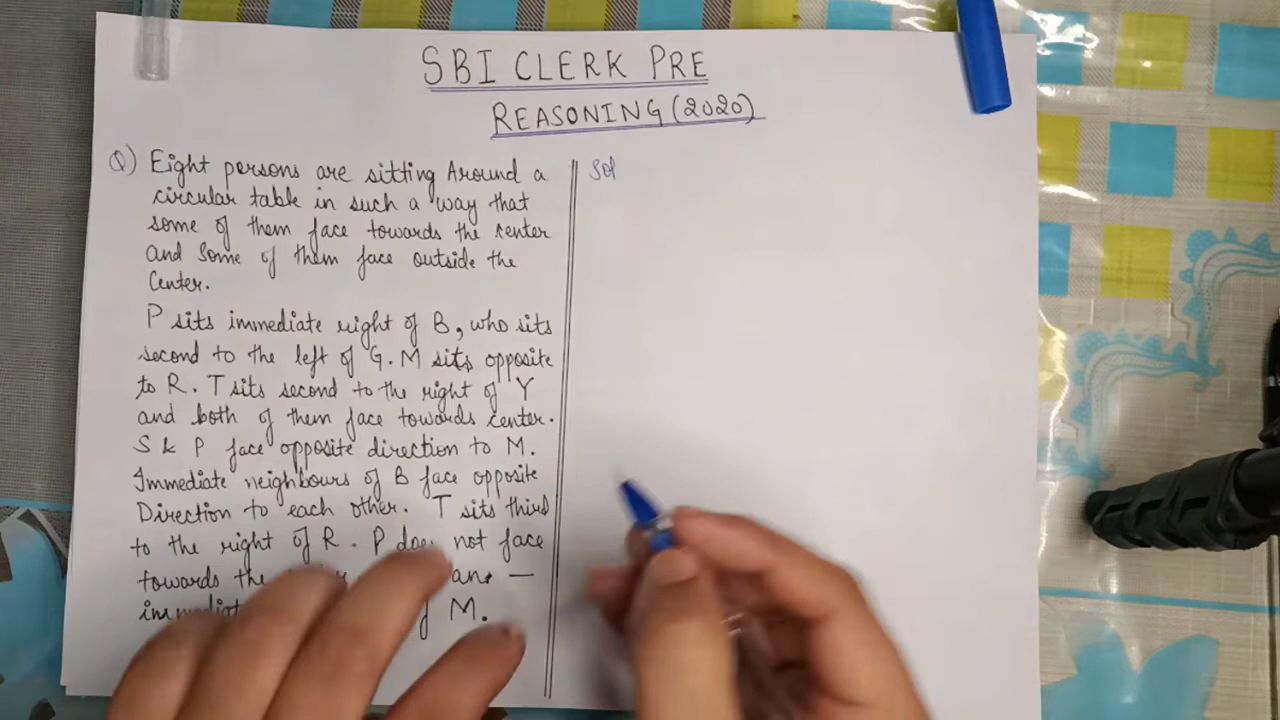 SBI CLERK PRE
REASONING (2020)
Q) Eight persons are sitting Around a
circular table in such a way that
some of them face towards the center
and some of them face outside the
Center.
P sits immediate right of B, who sits
second to the left of G. M sits opposite
to R. T sits second to the right of Y
and both of them face towards center.
S & P face opposite direction to M.
Immediate neighbours of B face opposite
Direction to each other. T sits third
to the right of R. P does not face
towards the
M.
Sol